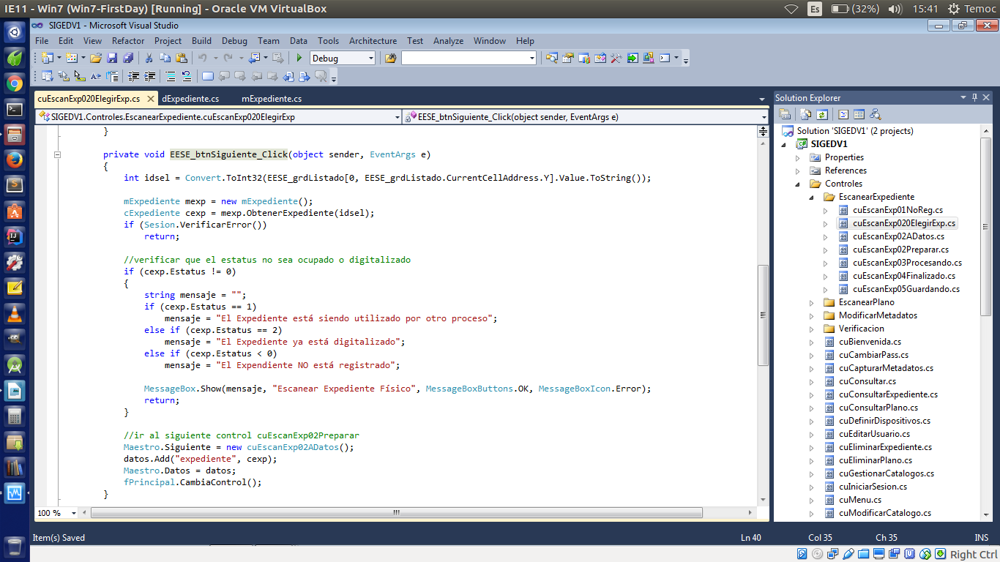 IE11 - Win7 (Win7-FirstDay) [Running] - Oracle VM VirtualBox
Es (32%) 15:41 Temoc
SIGEDV1 - Microsoft Visual Studio
File Edit View Refactor Project Build Debug Team Data Tools Architecture Test Analyze Window Help
Debug
cuEscanExp020ElegirExp.cs dExpediente.cs mExpediente.cs
SIGEDV1.Controles.EscanearExpediente.cuEscanExp020ElegirExp EESE_btnSiguiente_Click(object sender, EventArgs e)
}
private void EESE_btnSiguiente_Click(object sender, EventArgs e)
{
int idsel = Convert.ToInt32(EESE_grdListado[0, EESE_grdListado.CurrentCellAddress.Y].Value.ToString());
mExpediente mexp = new mExpediente();
cExpediente cexp = mexp.ObtenerExpediente(idsel);
if (Sesion.VerificarError())
return;
//verificar que el estatus no sea ocupado o digitalizado
if (cexp.Estatus != 0)
{
string mensaje = "";
if (cexp.Estatus == 1)
mensaje = "El Expediente está siendo utilizado por otro proceso";
else if (cexp.Estatus == 2)
mensaje = "El Expediente ya está digitalizado";
else if (cexp.Estatus < 0)
mensaje = "El Expendiente NO está registrado";
MessageBox.Show(mensaje, "Escanear Expediente Físico", MessageBoxButtons.OK, MessageBoxIcon.Error);
return;
}
//ir al siguiente control cuEscanExp02Preparar
Maestro.Siguiente = new cuEscanExp02ADatos();
datos.Add("expediente", cexp);
Maestro.Datos = datos;
fPrincipal.CambiaControl();
}
100 %
Solution Explorer
Solution 'SIGEDV1' (2 projects)
SIGEDV1
Properties
References
Controles
EscanearExpediente
cuEscanExp01NoReg.cs
cuEscanExp020ElegirExp.cs
cuEscanExp02ADatos.cs
cuEscanExp02Preparar.cs
cuEscanExp03Procesando.cs
cuEscanExp04Finalizado.cs
cuEscanExp05Guardando.cs
EscanearPlano
ModificarMetadatos
Verificacion
cuBienvenida.cs
cuCambiarPass.cs
cuCapturarMetadatos.cs
cuConsultar.cs
cuConsultarExpediente.cs
cuConsultarPlano.cs
cuDefinirDispositivos.cs
cuEditarUsuario.cs
cuEliminarExpediente.cs
cuEliminarPlano.cs
cuGestionarCatalogos.cs
cuIniciarSesion.cs
cuMenu.cs
cuModificarCatalogo.cs
Item(s) Saved Ln 40 Col 35 Ch 35 INS
Right Ctrl